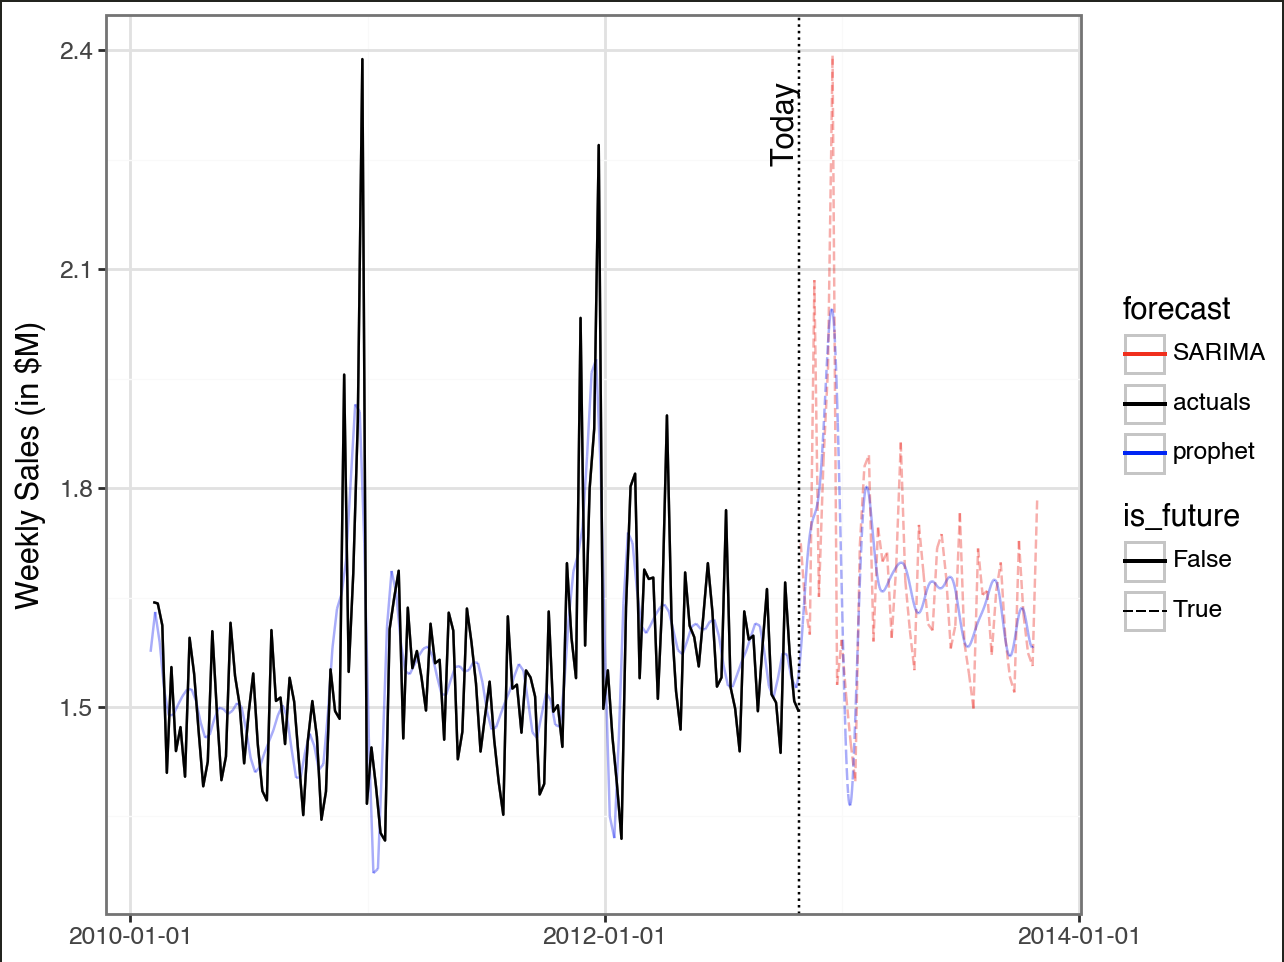 Weekly Sales (in $M)
2.4
2.1
1.8
1.5
2010-01-01
2012-01-01
2014-01-01
Today
forecast
SARIMA
actuals
prophet
is_future
False
True